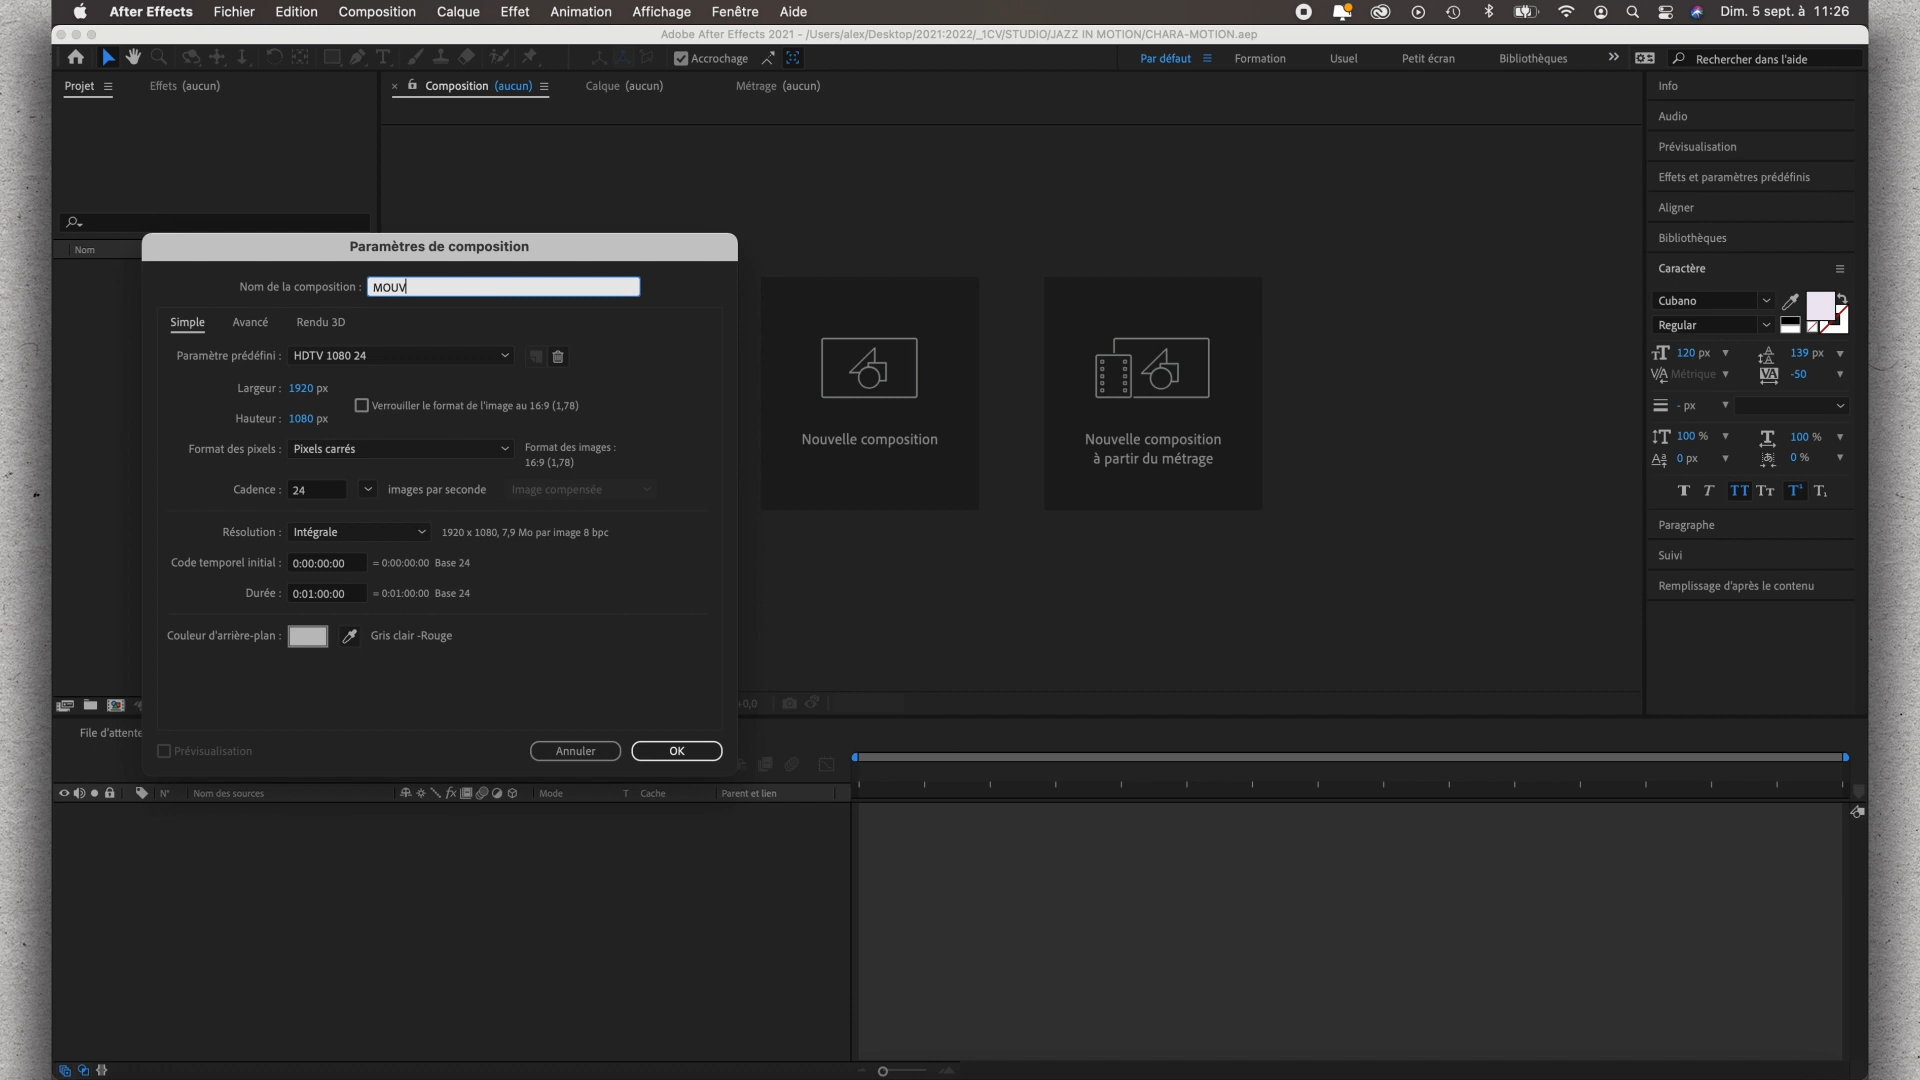 After Effects Fichier Edition Composition Calque Effet Animation Affichage Fenêtre Aide Dim. 5 sept. à 11:26
Adobe After Effects 2021 - /Users/alex/Desktop/2021:2022/_1CV/STUDIO/JAZZ IN MOTION/CHARA-MOTION.aep
Accrochage Par défaut Formation Usuel Petit écran Bibliothèques Rechercher dans l'aide
Projet Effets (aucun) Composition (aucun) Calque (aucun) Métrage (aucun)
Info
Audio
Prévisualisation
Effets et paramètres prédéfinis
Aligner
Bibliothèques
Caractère
Cubano
Regular
120 px 139 px
Métrique -50
- px
100 % 100 %
0 px 0 %
Paragraphe
Suivi
Remplissage d'après le contenu
Nom
Paramètres de composition
Nom de la composition : MOUV
Simple Avancé Rendu 3D
Paramètre prédéfini : HDTV 1080 24
Largeur : 1920 px
Verrouiller le format de l'image au 16:9 (1,78)
Hauteur : 1080 px
Format des pixels : Pixels carrés Format des images :
16:9 (1,78)
Cadence : 24 images par seconde Image compensée
Résolution : Intégrale 1920 x 1080, 7,9 Mo par image 8 bpc
Code temporel initial : 0:00:00:00 = 0:00:00:00 Base 24
Durée : 0:01:00:00 = 0:01:00:00 Base 24
Couleur d'arrière-plan : Gris clair -Rouge
Prévisualisation Annuler OK
Nouvelle composition
Nouvelle composition
à partir du métrage
+0,0
File d'attente
N° Nom des sources Mode T Cache Parent et lien